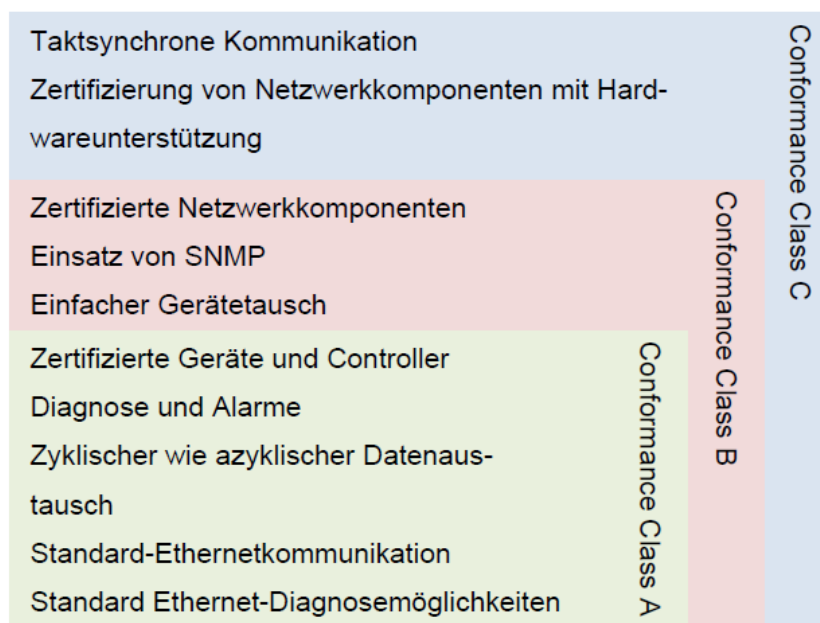 Taktsynchrone Kommunikation
Zertifizierung von Netzwerkkomponenten mit Hard-
wareunterstützung
Conformance Class C
Zertifizierte Netzwerkkomponenten
Einsatz von SNMP
Einfacher Gerätetausch
Conformance Class B
Zertifizierte Geräte und Controller
Diagnose und Alarme
Zyklischer wie azyklischer Datenaus-
tausch
Standard-Ethernetkommunikation
Standard Ethernet-Diagnosemöglichkeiten
Conformance Class A